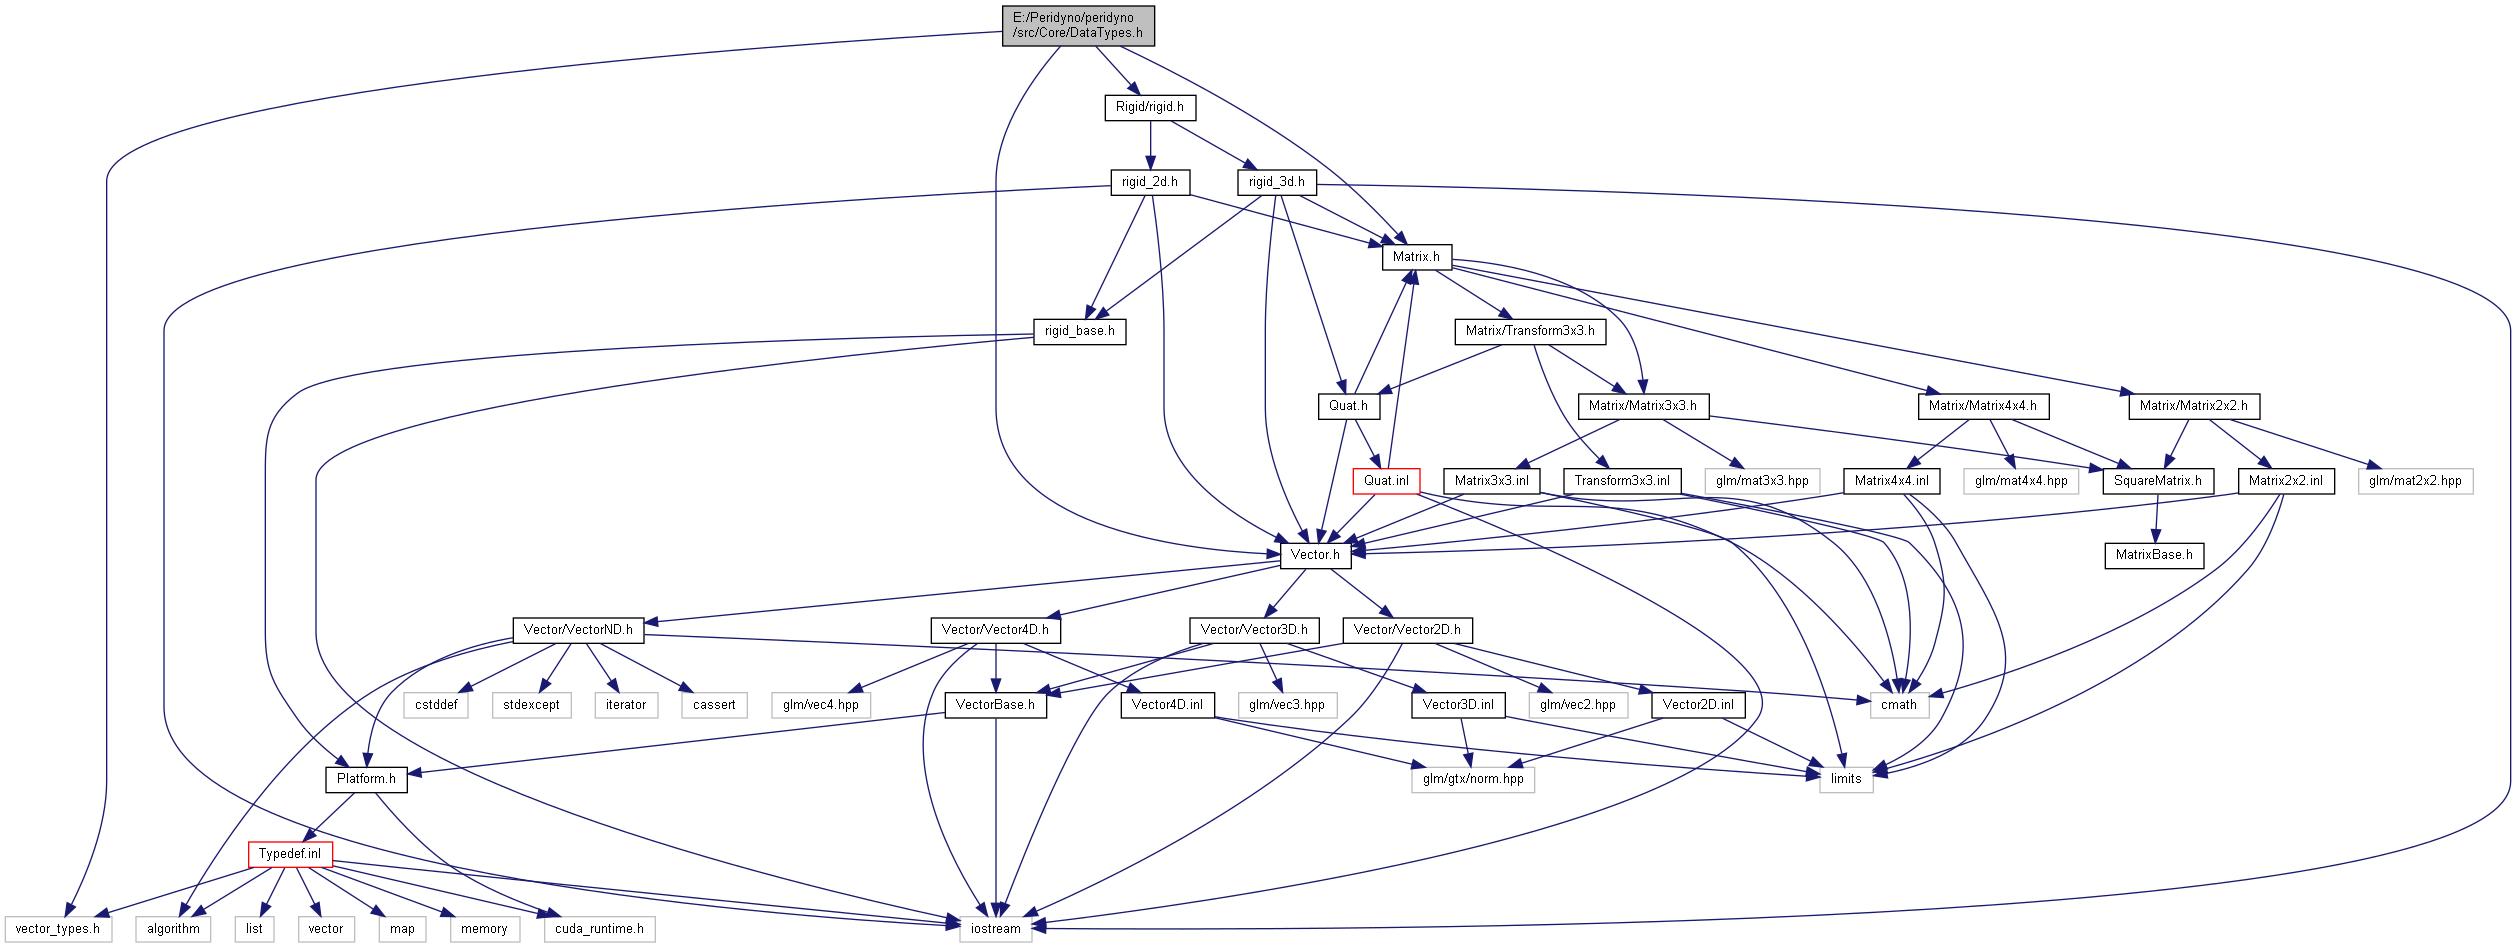 E:/Peridyno/peridyno
/src/Core/DataTypes.h
Rigid/rigid.h
rigid_2d.h
rigid_3d.h
Matrix.h
rigid_base.h
Matrix/Transform3x3.h
Quat.h
Matrix/Matrix3x3.h
Matrix/Matrix4x4.h
Matrix/Matrix2x2.h
Quat.inl
Matrix3x3.inl
Transform3x3.inl
glm/mat3x3.hpp
Matrix4x4.inl
glm/mat4x4.hpp
SquareMatrix.h
Matrix2x2.inl
glm/mat2x2.hpp
Vector.h
MatrixBase.h
Vector/VectorND.h
Vector/Vector4D.h
Vector/Vector3D.h
Vector/Vector2D.h
cstddef
stdexcept
iterator
cassert
glm/vec4.hpp
VectorBase.h
Vector4D.inl
glm/vec3.hpp
Vector3D.inl
glm/vec2.hpp
Vector2D.inl
cmath
Platform.h
glm/gtx/norm.hpp
limits
Typedef.inl
vector_types.h
algorithm
list
vector
map
memory
cuda_runtime.h
iostream